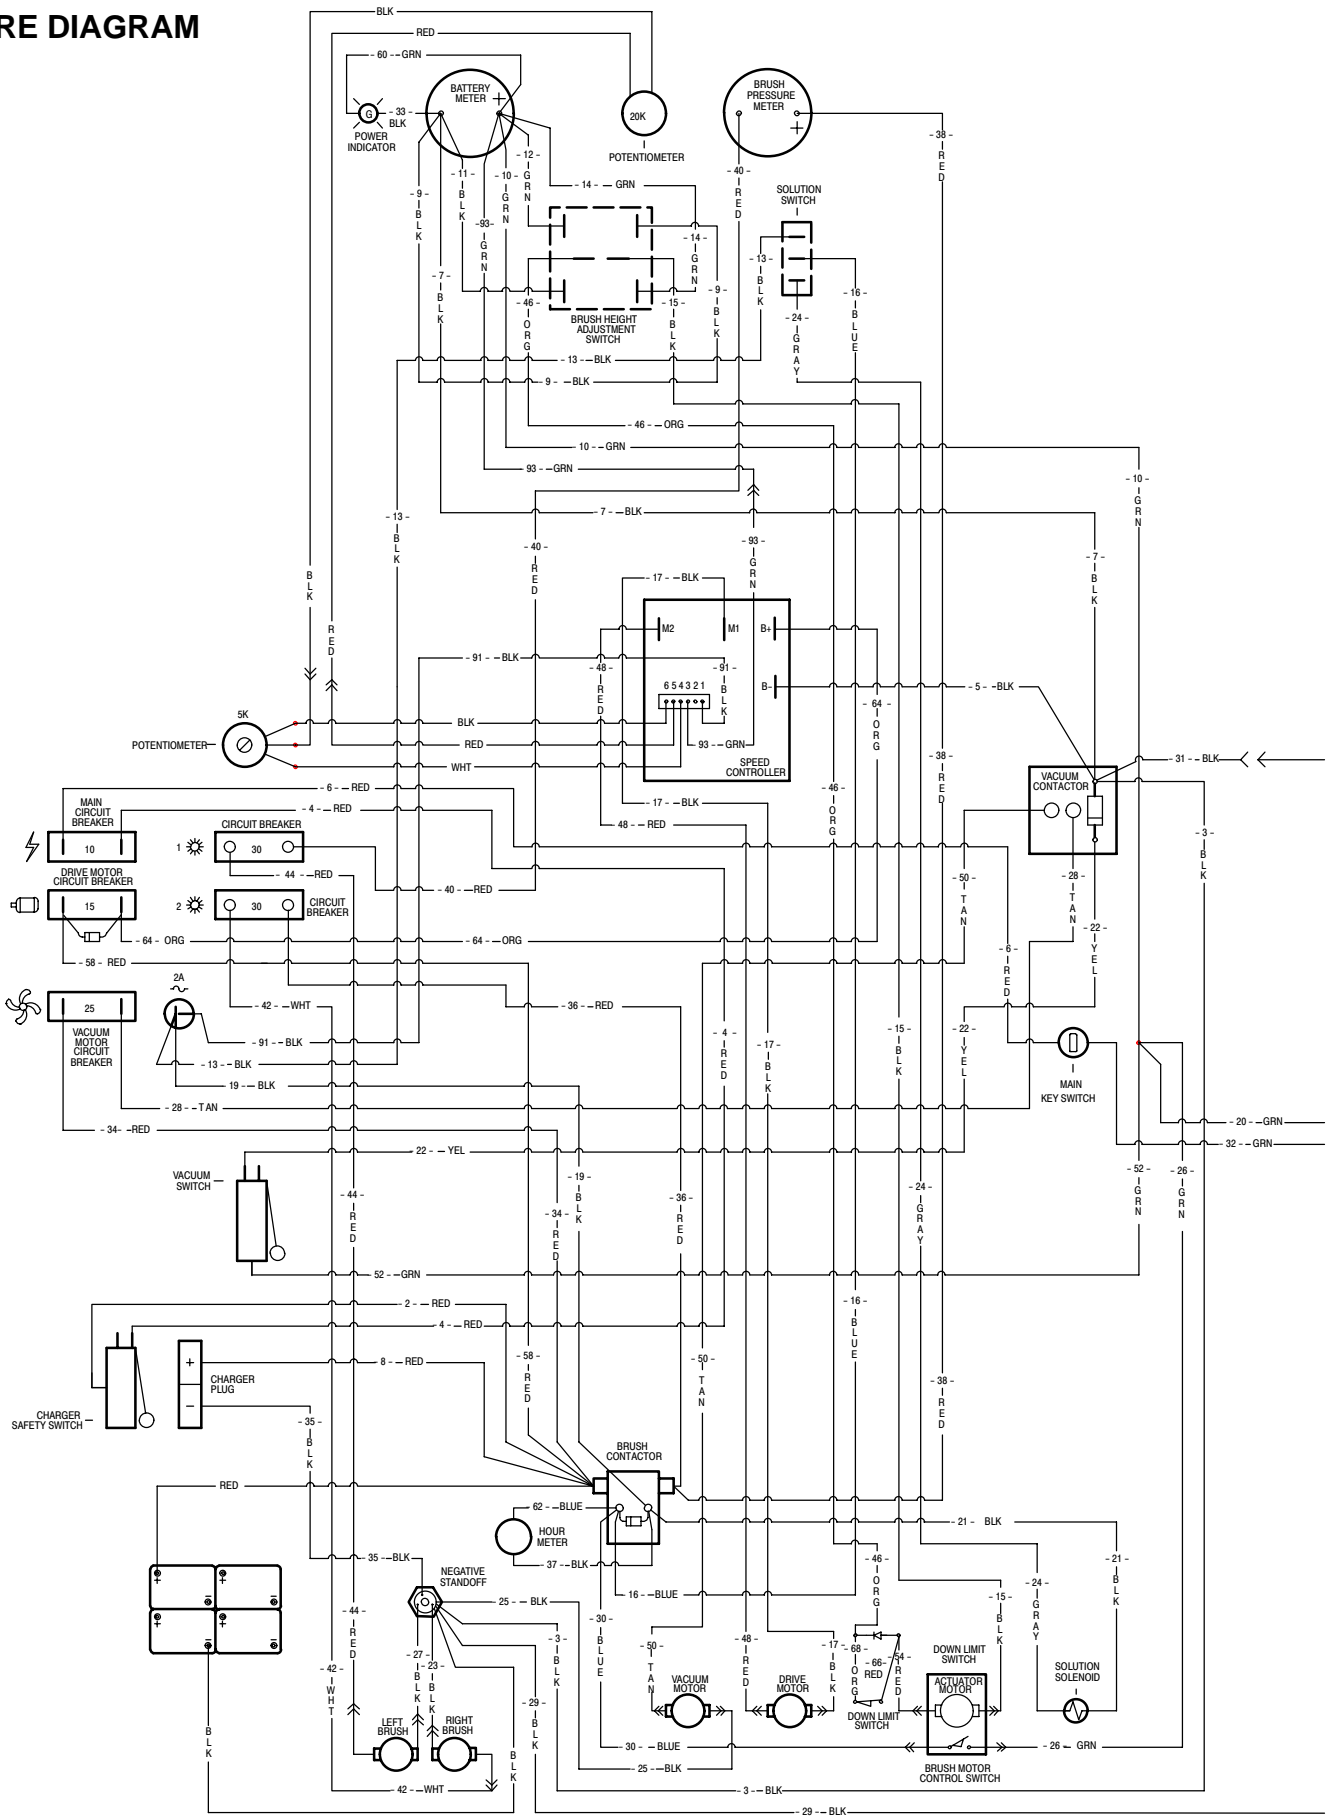 RE DIAGRAM
BLK
RED
- 60 - - GRN
BATTERY
METER
+
BRUSH
PRESSURE
METER
+
G
- 33 -
BLK
POWER
INDICATOR
20K
POTENTIOMETER
- 38 -
RED
- 12 -
GRN
- 11 -
BLK
- 10 -
GRN
- 40 -
RED
- 14 - GRN
- 9 -
BLK
SOLUTION
SWITCH
-93-
GRN
- 14 -
GRN
- 13 -
BLK
- 7 -
BLK
- 46 -
ORG
- 15 -
BLK
- 9 -
BLK
- 16 -
BLUE
- 24 -
GRAY
BRUSH HEIGHT
ADJUSTMENT
SWITCH
- 13 - - BLK
- 9 - - BLK
- 46 - - ORG
- 10 - - GRN
93 - - GRN
- 10 -
GRN
- 7 - - BLK
- 13 -
BLK
- 40 -
RED
- 93 -
GRN
- 7 -
BLK
BLK
- 17 - - BLK
RED
M2
M1
B+
- 91 - - BLK
- 48 -
RED
- 91 -
BLK
6 5 4 3 2 1
B-
- 5 - - BLK
- 64 -
ORG
5K
POTENTIOMETER
BLK
RED
WHT
- 93 - - GRN
SPEED
CONTROLLER
- 38 -
RED
- 31 - - BLK
VACUUM
CONTACTOR
- 6 - - RED
- 46 -
ORG
MAIN
CIRCUIT
BREAKER
- 4 - - RED
- 17 - - BLK
CIRCUIT BREAKER
- 48 - - RED
- 3 -
BLK
10
1
30
DRIVE MOTOR
CIRCUIT BREAKER
- 44 - - RED
- 40 - - RED
- 50 -
TAN
- 28 -
TAN
15
2
30
CIRCUIT
BREAKER
- 22 -
YEL
- 64 - ORG
- 64 - - ORG
- 6 -
RED
- 58 - RED
2A
25
- 42 - - WHT
- 36 - - RED
VACUUM
MOTOR
CIRCUIT
BREAKER
- 91 - - BLK
- 4 -
RED
- 17 -
BLK
- 15 -
BLK
- 22 -
YEL
- 13 - - BLK
MAIN
KEY SWITCH
19 - - BLK
- 28 - - TAN
- 20 - - GRN
- 34- -RED
- 32 - - GRN
- 22 - - YEL
VACUUM
SWITCH
- 19 -
BLK
- 52 -
GRN
- 26 -
GRN
- 44 -
RED
- 34 -
RED
- 36 -
RED
- 24 -
GRAY
- 52 - - GRN
- 2 - - RED
- 16 -
BLUE
- 4 - - RED
+
-
CHARGER
PLUG
- 8 - - RED
- 58 -
RED
- 50 -
TAN
- 38 -
RED
CHARGER
SAFETY SWITCH
- 35 -
BLK
BRUSH
CONTACTOR
RED
- 62 - - BLUE
HOUR
METER
- 21 - BLK
- 35 - - BLK
- 37 - - BLK
NEGATIVE
STANDOFF
- 46 -
ORG
- 21 -
BLK
- 24 -
GRAY
- 16 - - BLUE
- 25 - - BLK
- 15 -
BLK
- 44 -
RED
- 30 -
BLUE
- 3 -
BLK
- 50 -
TAN
- 48 -
RED
- 17 -
BLK
- 68 -
ORG
- 66-
RED
- 54 -
RED
DOWN LIMIT
SWITCH
- 27 -
BLK
- 23 -
BLK
- 42 -
WHT
VACUUM
MOTOR
DRIVE
MOTOR
ACTUATOR
MOTOR
SOLUTION
SOLENOID
- 29 -
BLK
DOWN LIMIT
SWITCH
LEFT
BRUSH
RIGHT
BRUSH
BLK
BLK
- 30 - - BLUE
- 26 - GRN
- 25 - - BLK
BRUSH MOTOR
CONTROL SWITCH
- 42 - - WHT
- 3 - - BLK
- 29 - - BLK